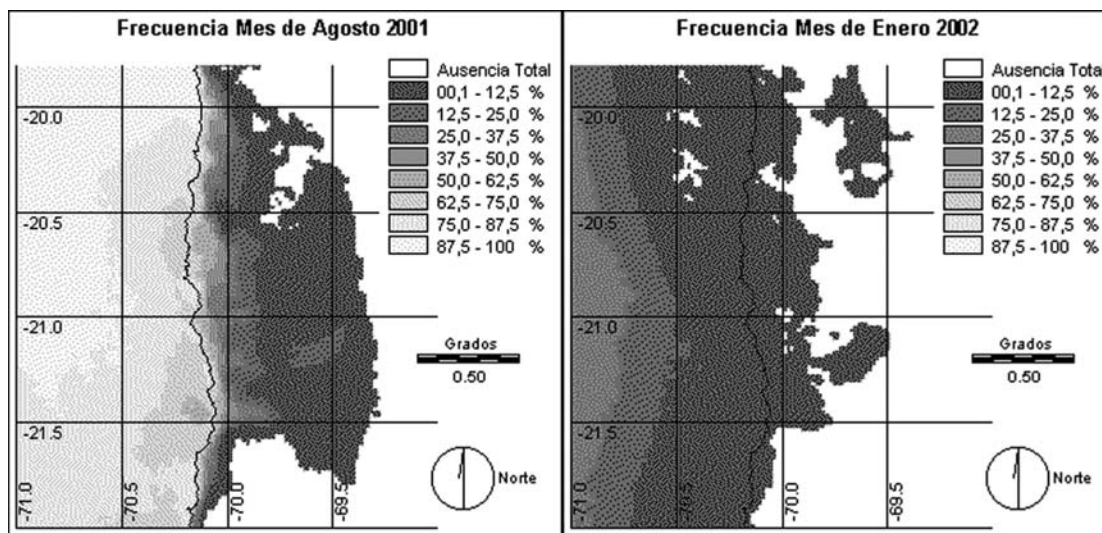 Frecuencia Mes de Agosto 2001
Ausencia Total
00,1 - 12,5 %
12,5 - 25,0 %
25,0 - 37,5 %
37,5 - 50,0 %
50,0 - 62,5 %
62,5 - 75,0 %
75,0 - 87,5 %
87,5 - 100 %
-20.0
-20.5
-21.0
-21.5
Grados
0.50
Norte
-71.0
-70.5
-70.0
-69.5
Frecuencia Mes de Enero 2002
Ausencia Total
00,1 - 12,5 %
12,5 - 25,0 %
25,0 - 37,5 %
37,5 - 50,0 %
50,0 - 62,5 %
62,5 - 75,0 %
75,0 - 87,5 %
87,5 - 100 %
-20.0
-20.5
-21.0
-21.5
Grados
0.50
Norte
-71.0
-70.5
-70.0
-69.5